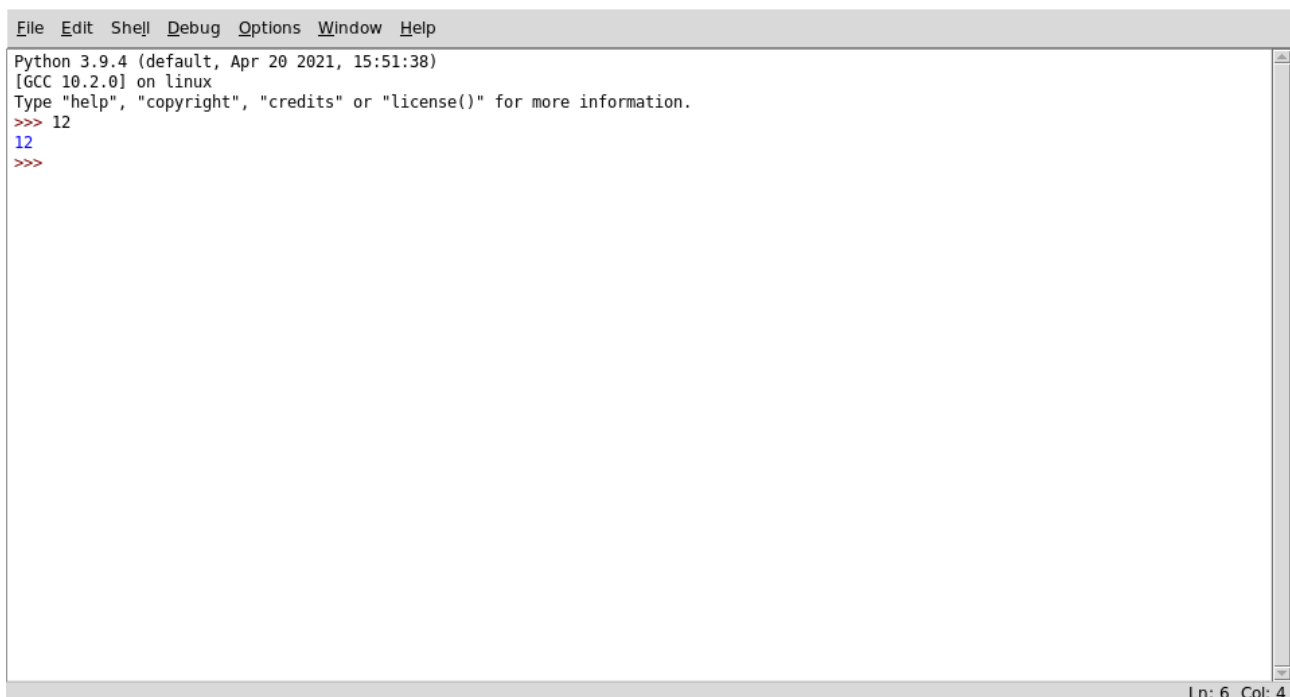 File Edit Shell Debug Options Window Help
Python 3.9.4 (default, Apr 20 2021, 15:51:38)
[GCC 10.2.0] on linux
Type "help", "copyright", "credits" or "license()" for more information.
>>> 12
12
>>>
Ln: 6 Col: 4